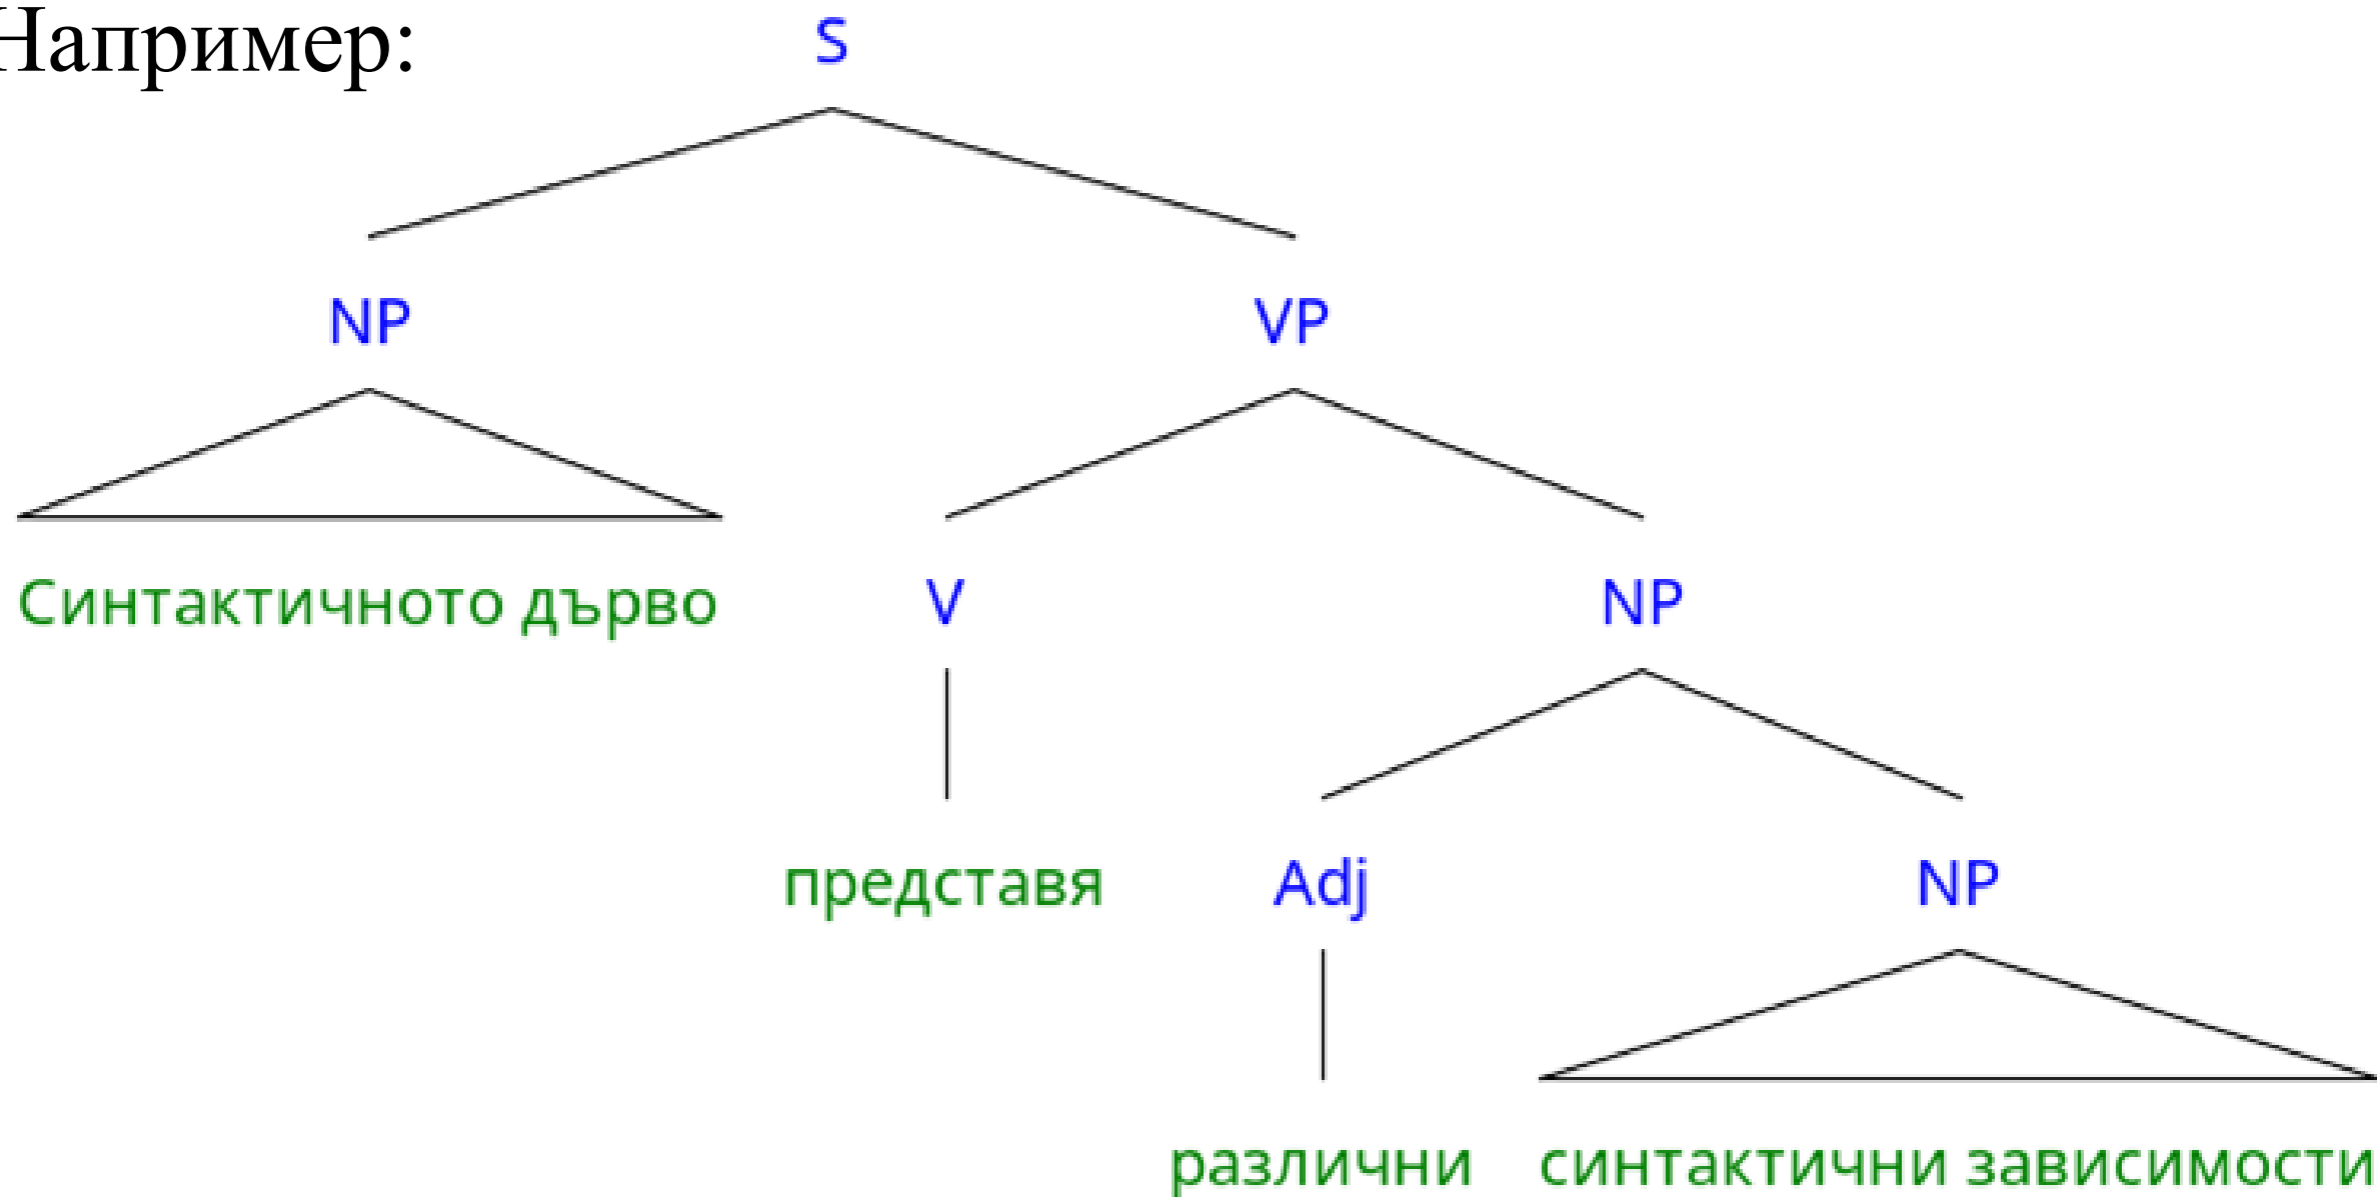 Например:
S
NP VP
Синтактичното дърво V NP
представя Adj NP
различни синтактични зависимости